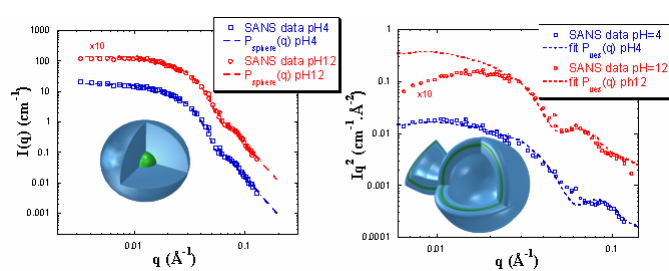 SANS data pH4
P_sphere(q) pH4
SANS data pH12
P_sphere(q) pH12
x10
1000
100
10
1
0.1
0.01
0.001
I(q) (cm⁻¹)
0.01
0.1
q (Å⁻¹)
SANS data pH=4
fit P_ves(q) pH4
SANS data pH=12
fit P_ves(q) ph12
x10
1
0.1
0.01
0.001
0.0001
Iq² (cm⁻¹.Å²)
0.01
0.1
q (Å⁻¹)